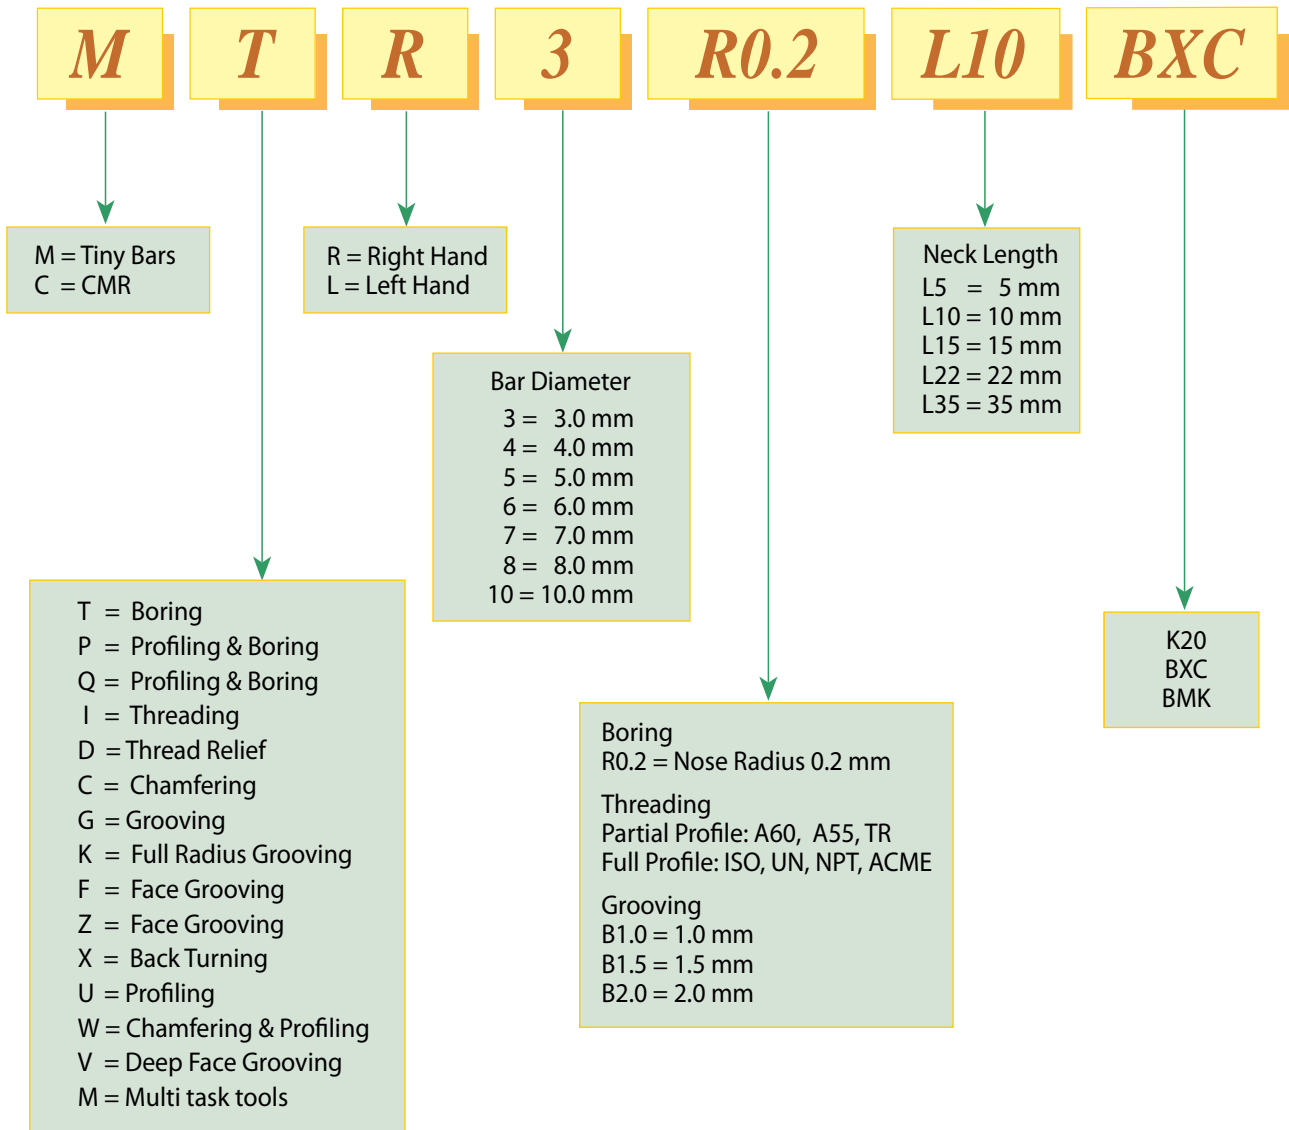 M T R 3 R0.2 L10 BXC
M = Tiny Bars
C = CMR
R = Right Hand
L = Left Hand
Neck Length
L5 = 5 mm
L10 = 10 mm
L15 = 15 mm
L22 = 22 mm
L35 = 35 mm
Bar Diameter
3 = 3.0 mm
4 = 4.0 mm
5 = 5.0 mm
6 = 6.0 mm
7 = 7.0 mm
8 = 8.0 mm
10 = 10.0 mm
T = Boring
P = Profiling & Boring
Q = Profiling & Boring
I = Threading
D = Thread Relief
C = Chamfering
G = Grooving
K = Full Radius Grooving
F = Face Grooving
Z = Face Grooving
X = Back Turning
U = Profiling
W = Chamfering & Profiling
V = Deep Face Grooving
M = Multi task tools
Boring
R0.2 = Nose Radius 0.2 mm
Threading
Partial Profile: A60, A55, TR
Full Profile: ISO, UN, NPT, ACME
Grooving
B1.0 = 1.0 mm
B1.5 = 1.5 mm
B2.0 = 2.0 mm
K20
BXC
BMK